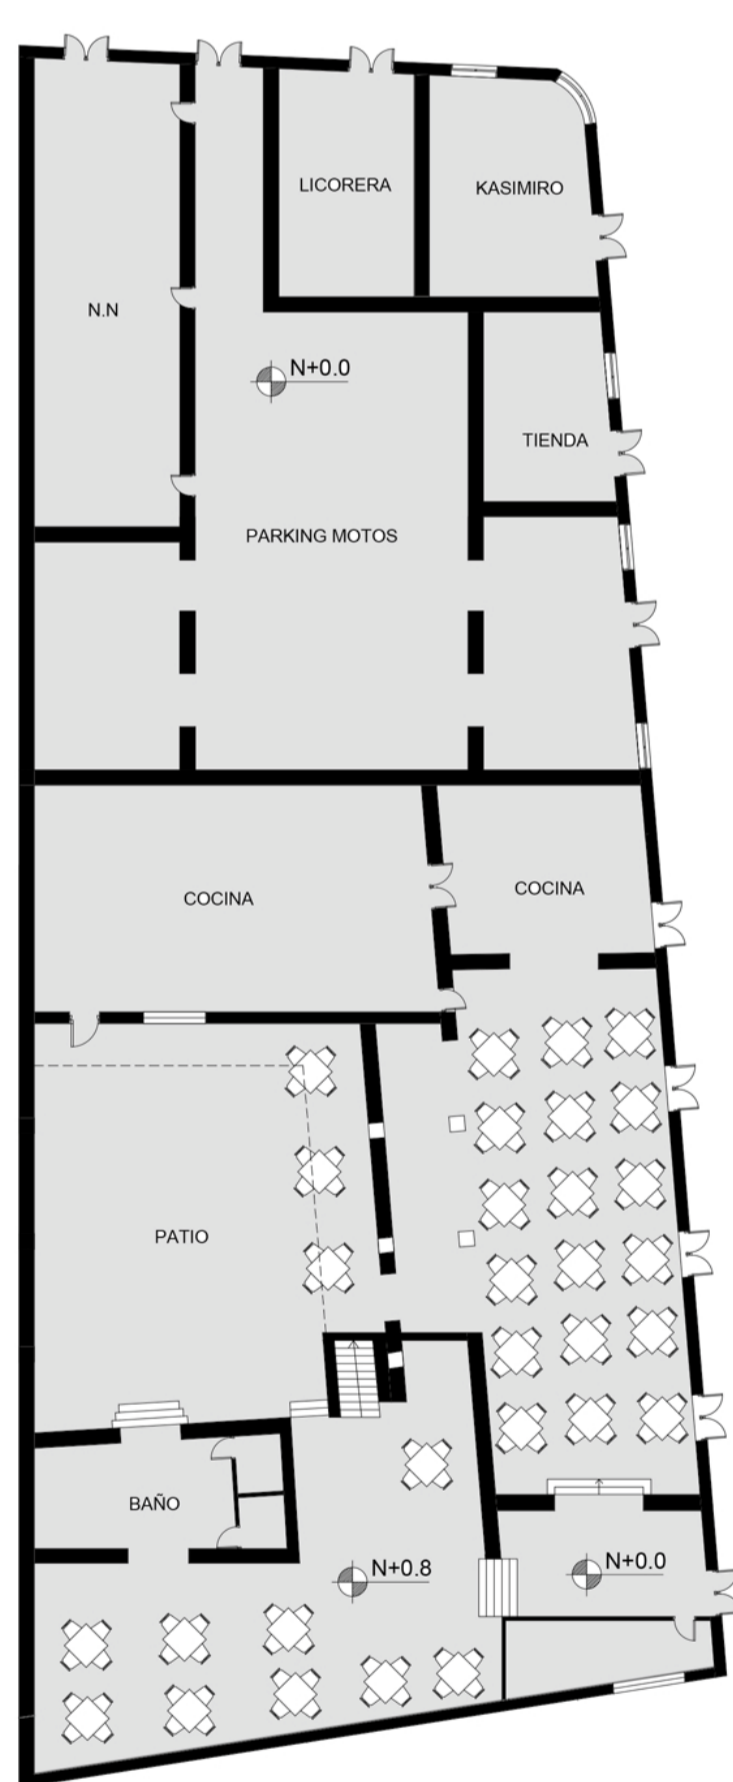 LICORERA
KASIMIRO
N.N
N+0.0
TIENDA
PARKING MOTOS
COCINA
COCINA
PATIO
BAÑO
N+0.8
N+0.0